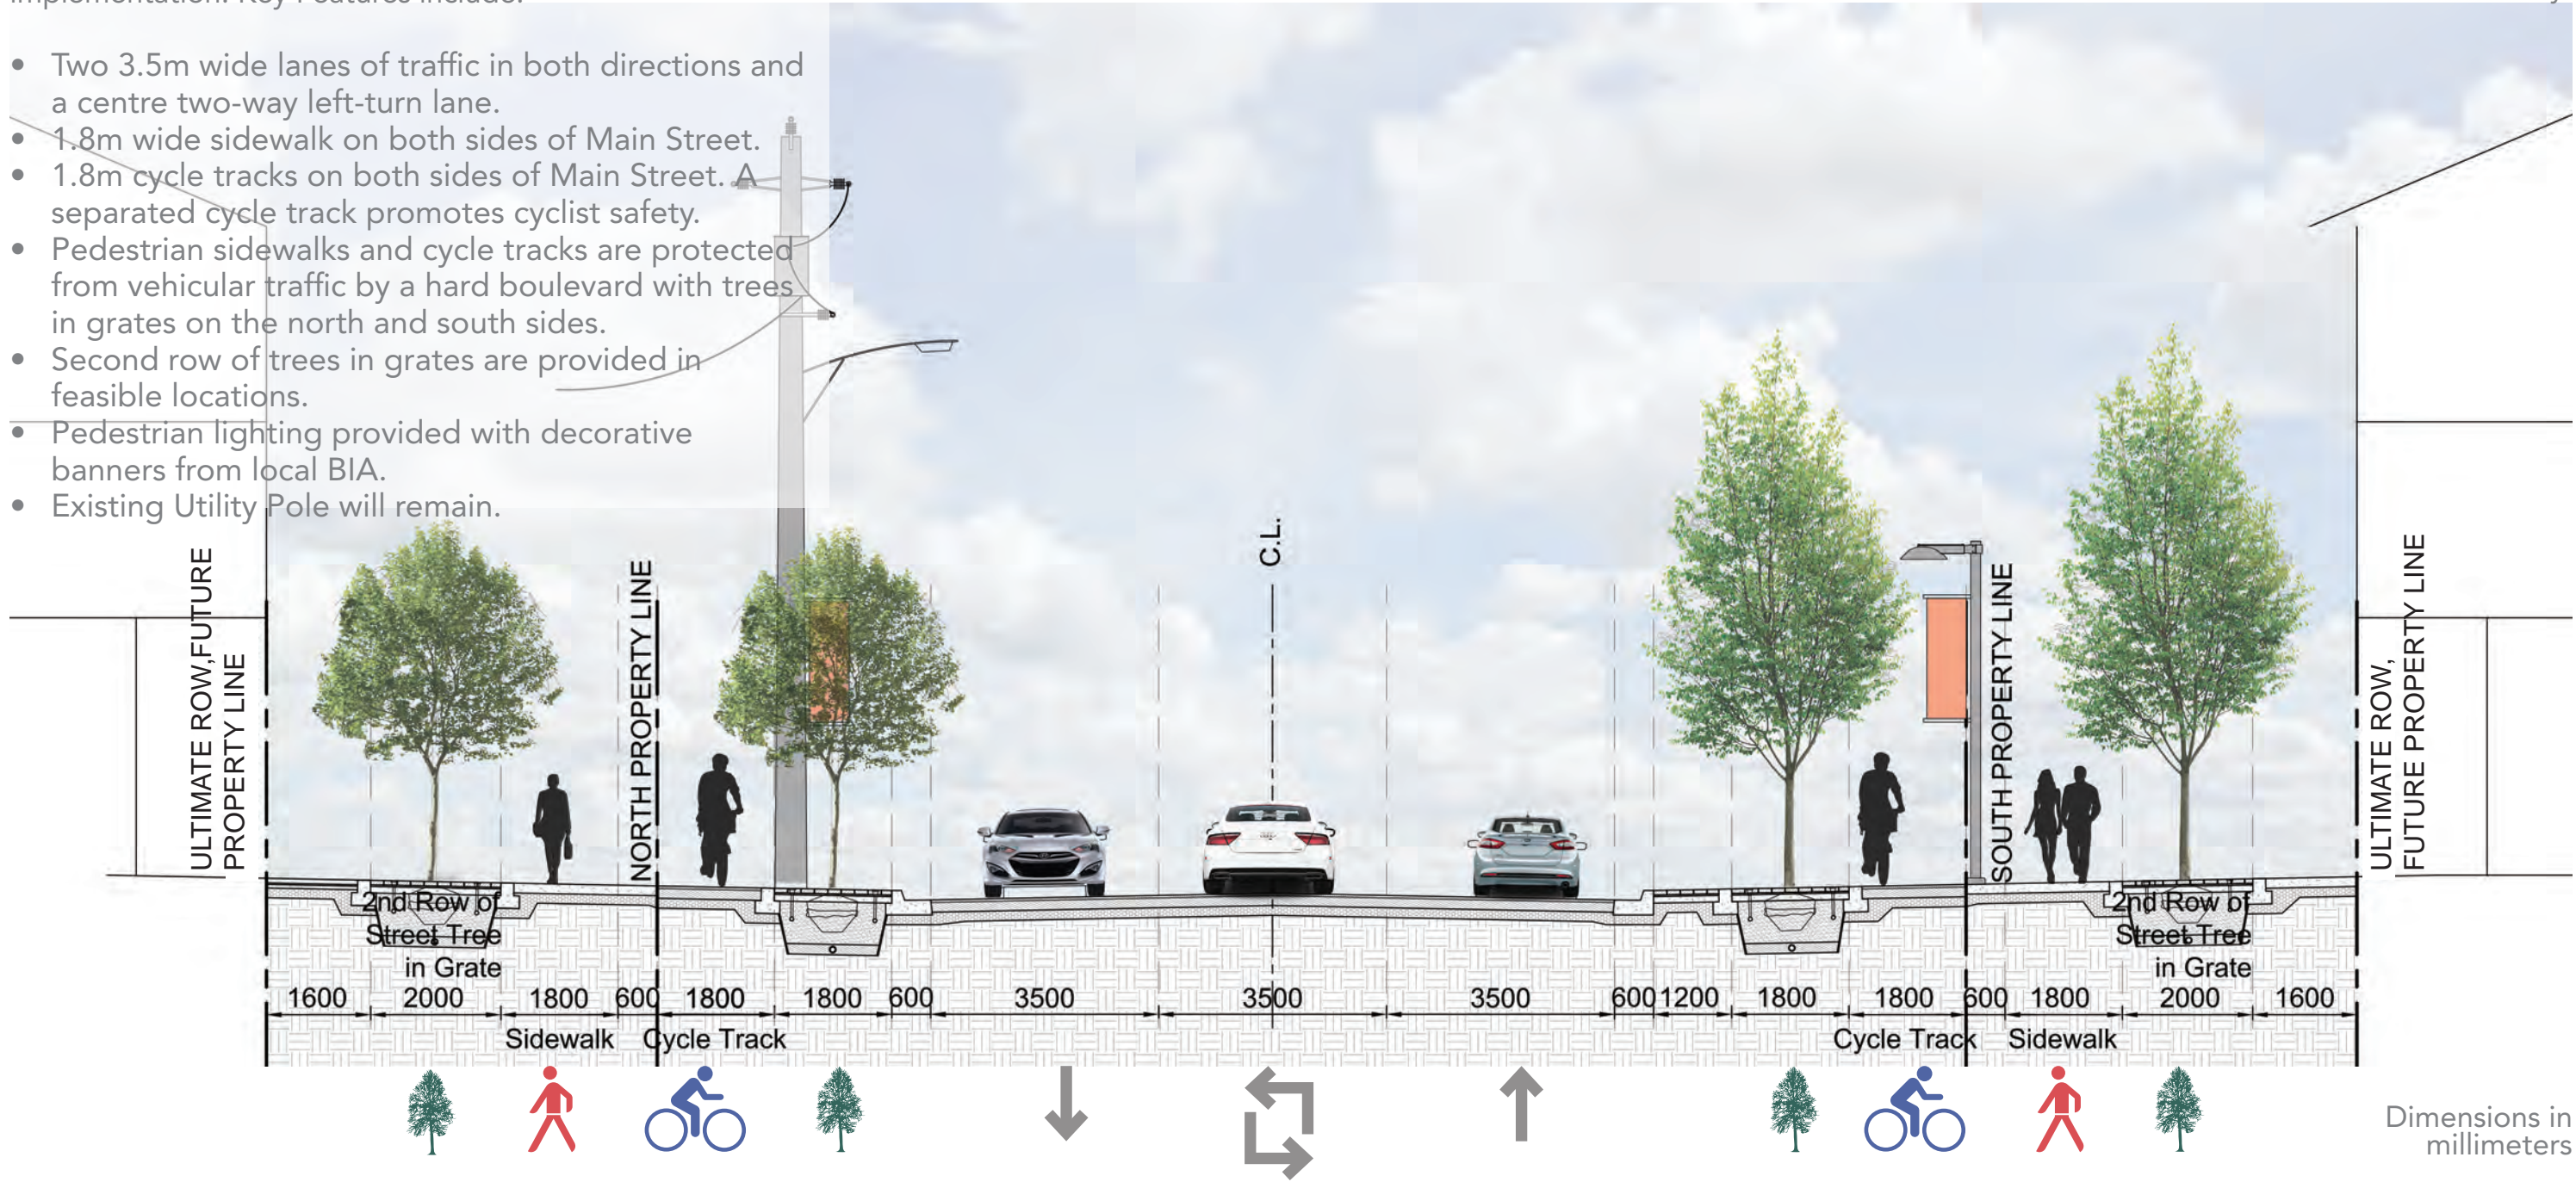 implementation. Key Features include:
• Two 3.5m wide lanes of traffic in both directions and
a centre two-way left-turn lane.
• 1.8m wide sidewalk on both sides of Main Street.
• 1.8m cycle tracks on both sides of Main Street. A
separated cycle track promotes cyclist safety.
• Pedestrian sidewalks and cycle tracks are protected
from vehicular traffic by a hard boulevard with trees
in grates on the north and south sides.
• Second row of trees in grates are provided in
feasible locations.
• Pedestrian lighting provided with decorative
banners from local BIA.
• Existing Utility Pole will remain.
ULTIMATE ROW,FUTURE
PROPERTY LINE
NORTH PROPERTY LINE
C.L.
SOUTH PROPERTY LINE
ULTIMATE ROW,
FUTURE PROPERTY LINE
2nd Row of
Street Tree
in Grate
2nd Row of
Street Tree
in Grate
1600 2000 1800 600 1800 1800 600 3500 3500 3500 600 1200 1800 1800 600 1800 2000 1600
Sidewalk Cycle Track Cycle Track Sidewalk
Dimensions in
millimeters